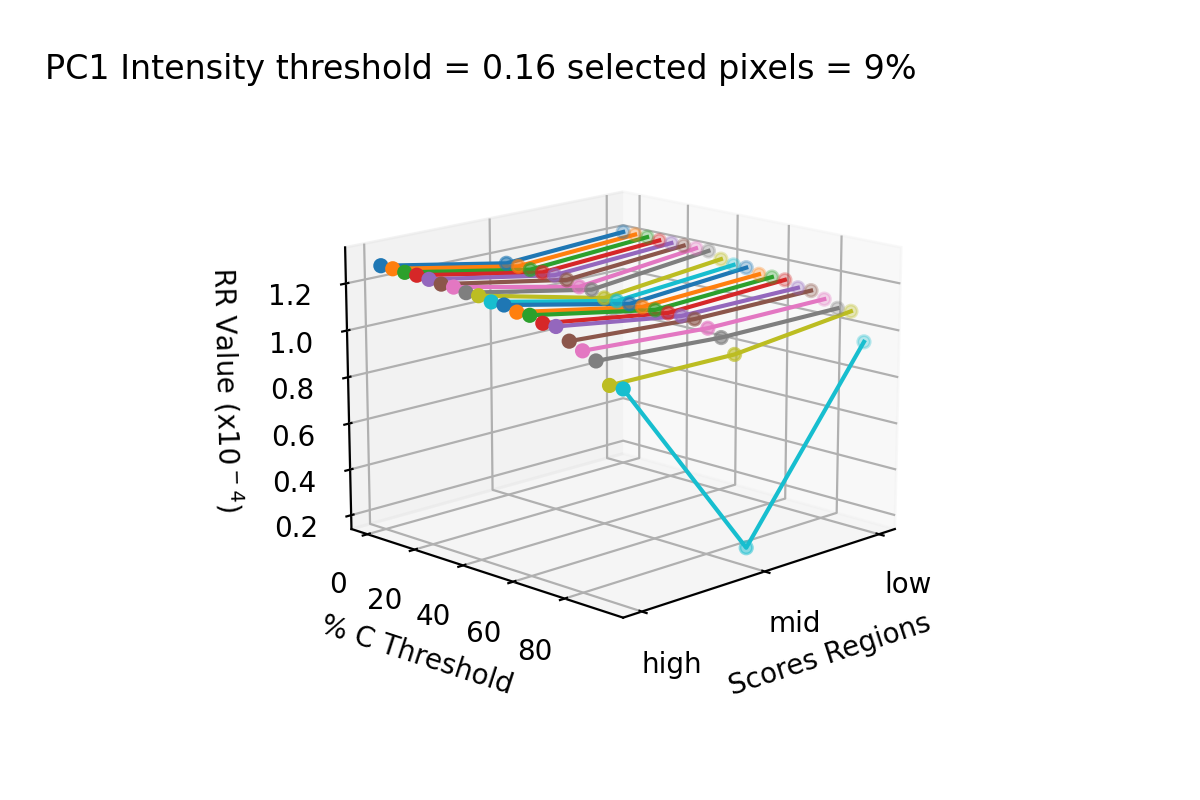 PC1 Intensity threshold = 0.16 selected pixels = 9%
RR Value (x10⁻⁴)
1.2
1.0
0.8
0.6
0.4
0.2
0
20
40
60
80
% C Threshold
high
mid
low
Scores Regions